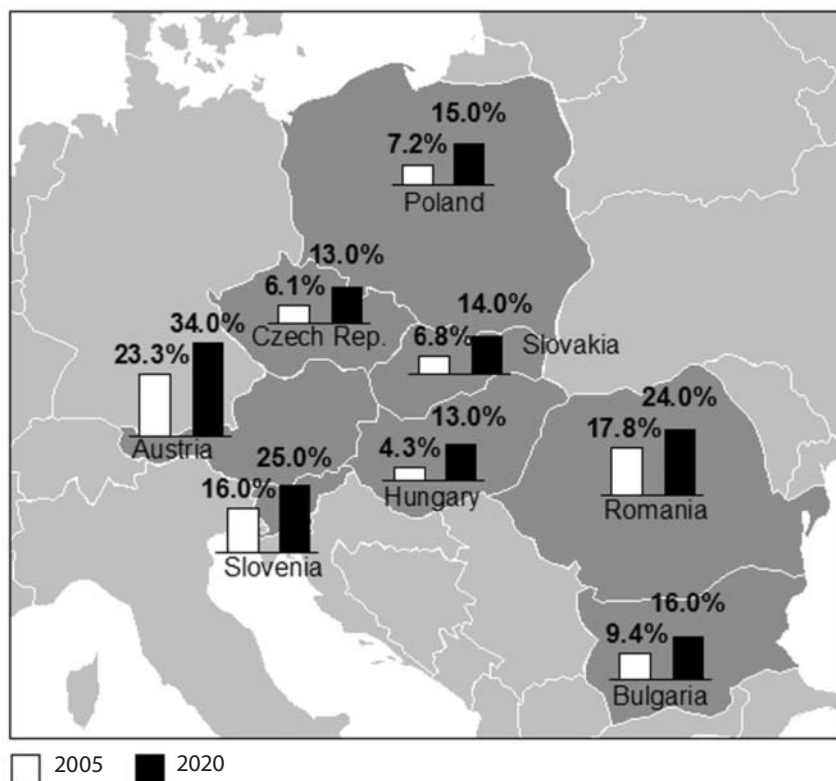 15.0%
7.2%
Poland
13.0%
6.1%
Czech Rep.
14.0%
6.8%
Slovakia
34.0%
23.3%
Austria
24.0%
17.8%
Romania
13.0%
4.3%
Hungary
25.0%
16.0%
Slovenia
16.0%
9.4%
Bulgaria
2005 2020